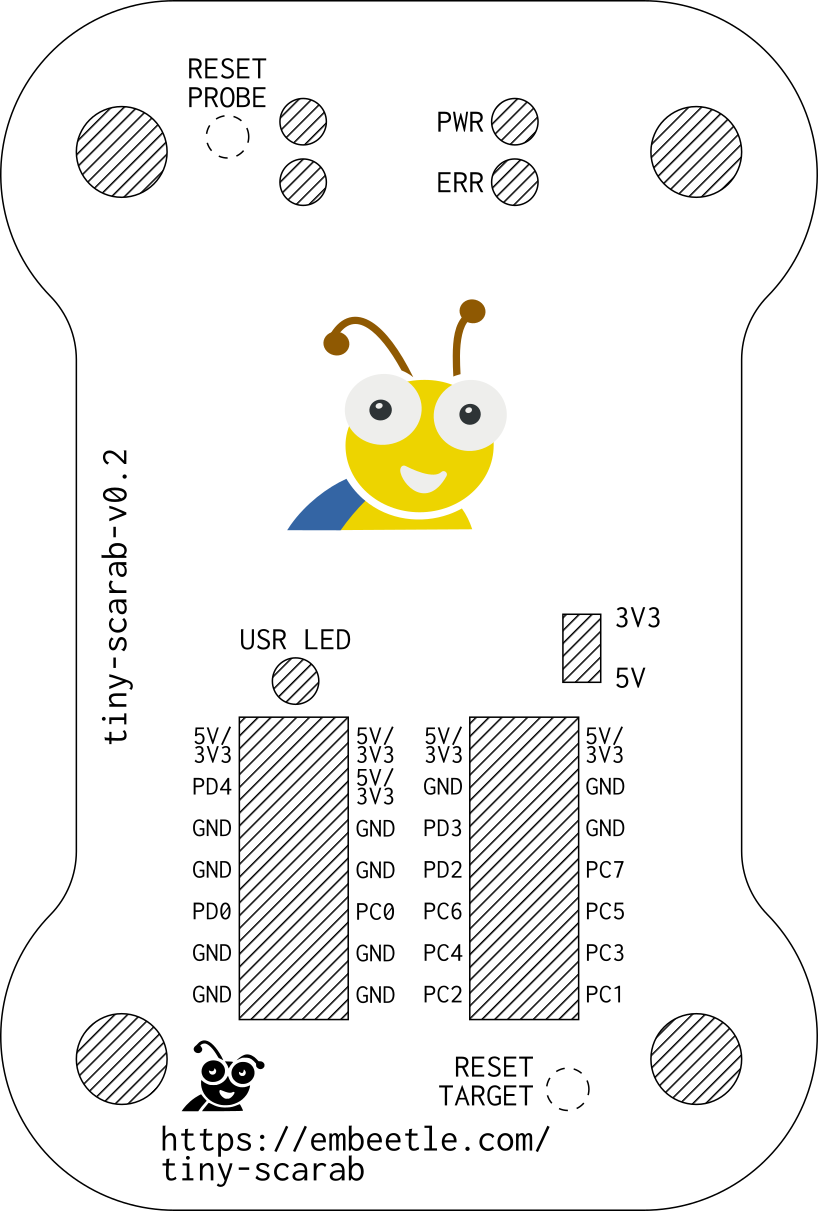 RESET
PROBE
PWR
ERR
tiny-scarab-v0.2
3V3
5V
USR LED
5V/
3V3
5V/
3V3
5V/
3V3
5V/
3V3
PD4
5V/
3V3
GND
GND
GND
GND
PD3
GND
GND
GND
PD2
PC7
PD0
PC0
PC6
PC5
GND
GND
PC4
PC3
GND
GND
PC2
PC1
RESET
TARGET
https://embeetle.com/
tiny-scarab